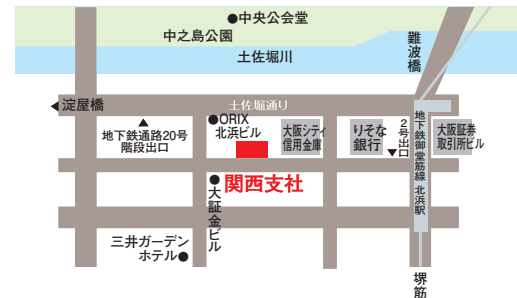 ●中央公会堂
中之島公園
土佐堀川
難波橋
◀淀屋橋
土佐堀通り
▲
地下鉄通路20号
階段出口
●ORIX
北浜ビル
大阪シティ
信用金庫
りそな
銀行
2号出口
▼
地下鉄御堂筋線 北浜駅
大阪証券
取引所ビル
関西支社
●大証金ビル
三井ガーデン
ホテル●
堺筋